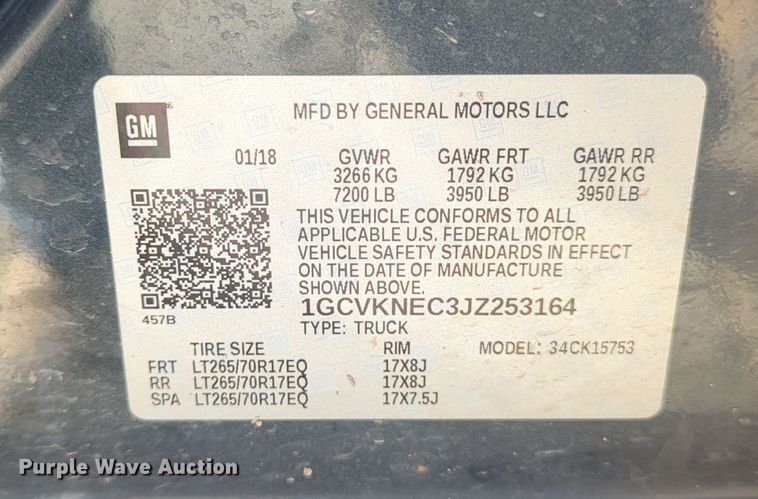 GM
MFD BY GENERAL MOTORS LLC
01/18 GVWR GAWR FRT GAWR RR
3266 KG 1792 KG 1792 KG
7200 LB 3950 LB 3950 LB
THIS VEHICLE CONFORMS TO ALL
APPLICABLE U.S. FEDERAL MOTOR
VEHICLE SAFETY STANDARDS IN EFFECT
ON THE DATE OF MANUFACTURE
SHOWN ABOVE.
457B
1GCVKNEC3JZ253164
TYPE: TRUCK
TIRE SIZE RIM MODEL: 34CK15753
FRT LT265/70R17EQ 17X8J
RR LT265/70R17EQ 17X8J
SPA LT265/70R17EQ 17X7.5J
Purple Wave Auction